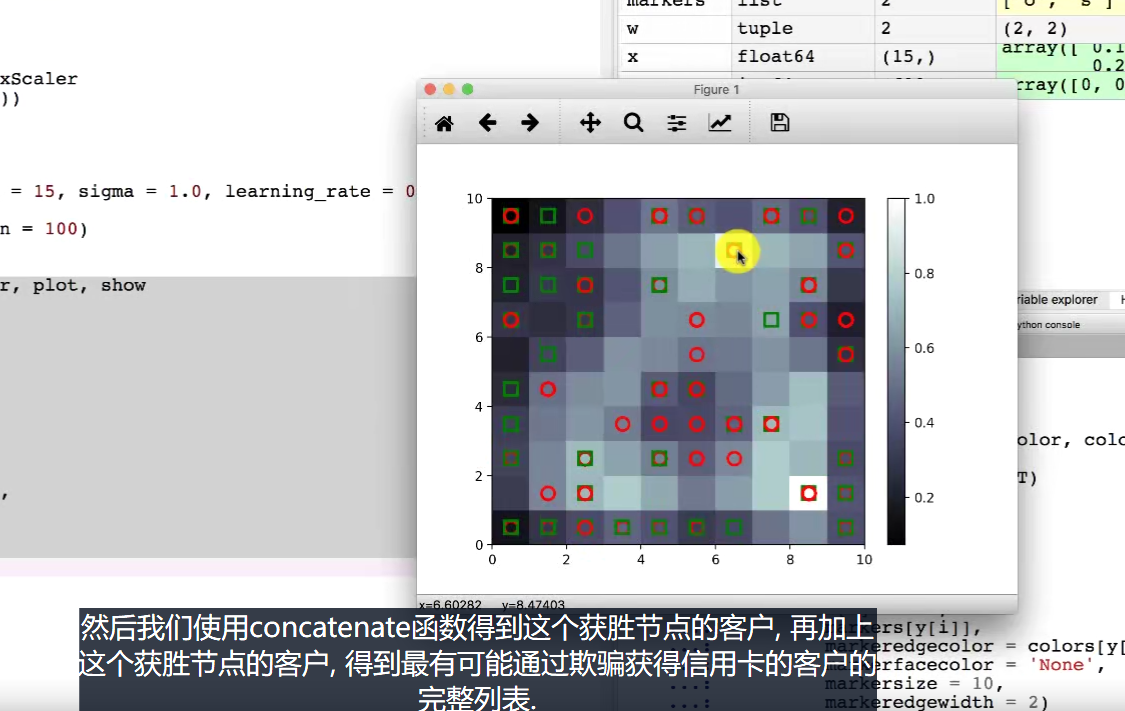 markers list 2 ['o', 's']
w tuple 2 (2, 2)
x float64 (15,) array([ 0.1
0.2
array([0, 0
xScaler
))
Figure 1
= 15, sigma = 1.0, learning_rate = 0
n = 100)
r, plot, show
10
8
6
4
2
0
0 2 4 6 8 10
1.0
0.8
0.6
0.4
0.2
riable explorer H
ython console
olor, colo
T)
,
x=6.60282 y=8.47403
然后我们使用concatenate函数得到这个获胜节点的客户, 再加上
这个获胜节点的客户, 得到最有可能通过欺骗获得信用卡的客户的
完整列表.
rkers[y[i]],
markeredgecolor = colors[y[
markerfacecolor = 'None',
...: markersize = 10,
...: markeredgewidth = 2)